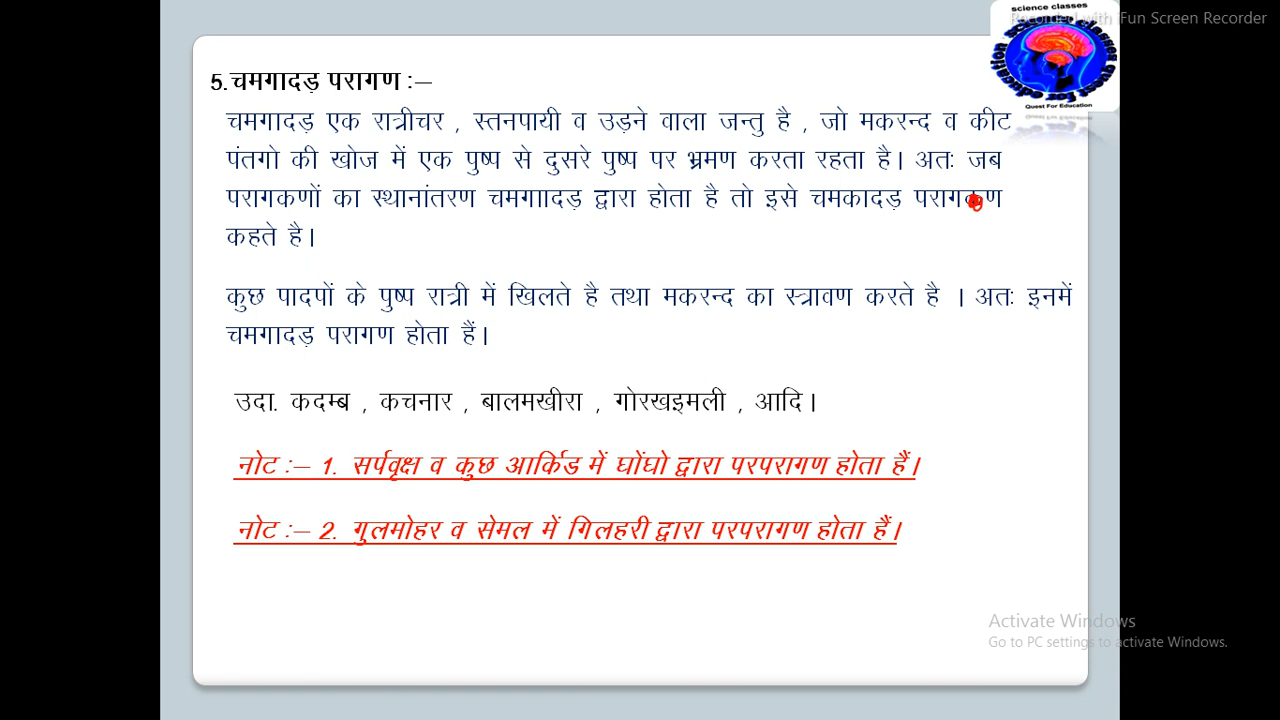 science classes
Recorded with iFun Screen Recorder
Quest For Education
5.चमगादड़ परागण :–
चमगादड़ एक रात्रीचर , स्तनपायी व उड़ने वाला जन्तु है , जो मकरन्द व कीट
पंतगो की खोज में एक पुष्प से दुसरे पुष्प पर भ्रमण करता रहता है। अतः जब
परागकणों का स्थानांतरण चमगाादड़ द्वारा होता है तो इसे चमकादड़ परागकण
कहते है।
कुछ पादपों के पुष्प रात्री में खिलते है तथा मकरन्द का स्त्रावण करते है । अतः इनमें
चमगादड़ परागण होता हैं।
उदा. कदम्ब , कचनार , बालमखीरा , गोरखइमली , आदि।
नोट :– 1. सर्पवृक्ष व कुछ आर्किड में घोंघो द्वारा परपरागण होता हैं।
नोट :– 2. गुलमोहर व सेमल में गिलहरी द्वारा परपरागण होता हैं।
Activate Windows
Go to PC settings to activate Windows.